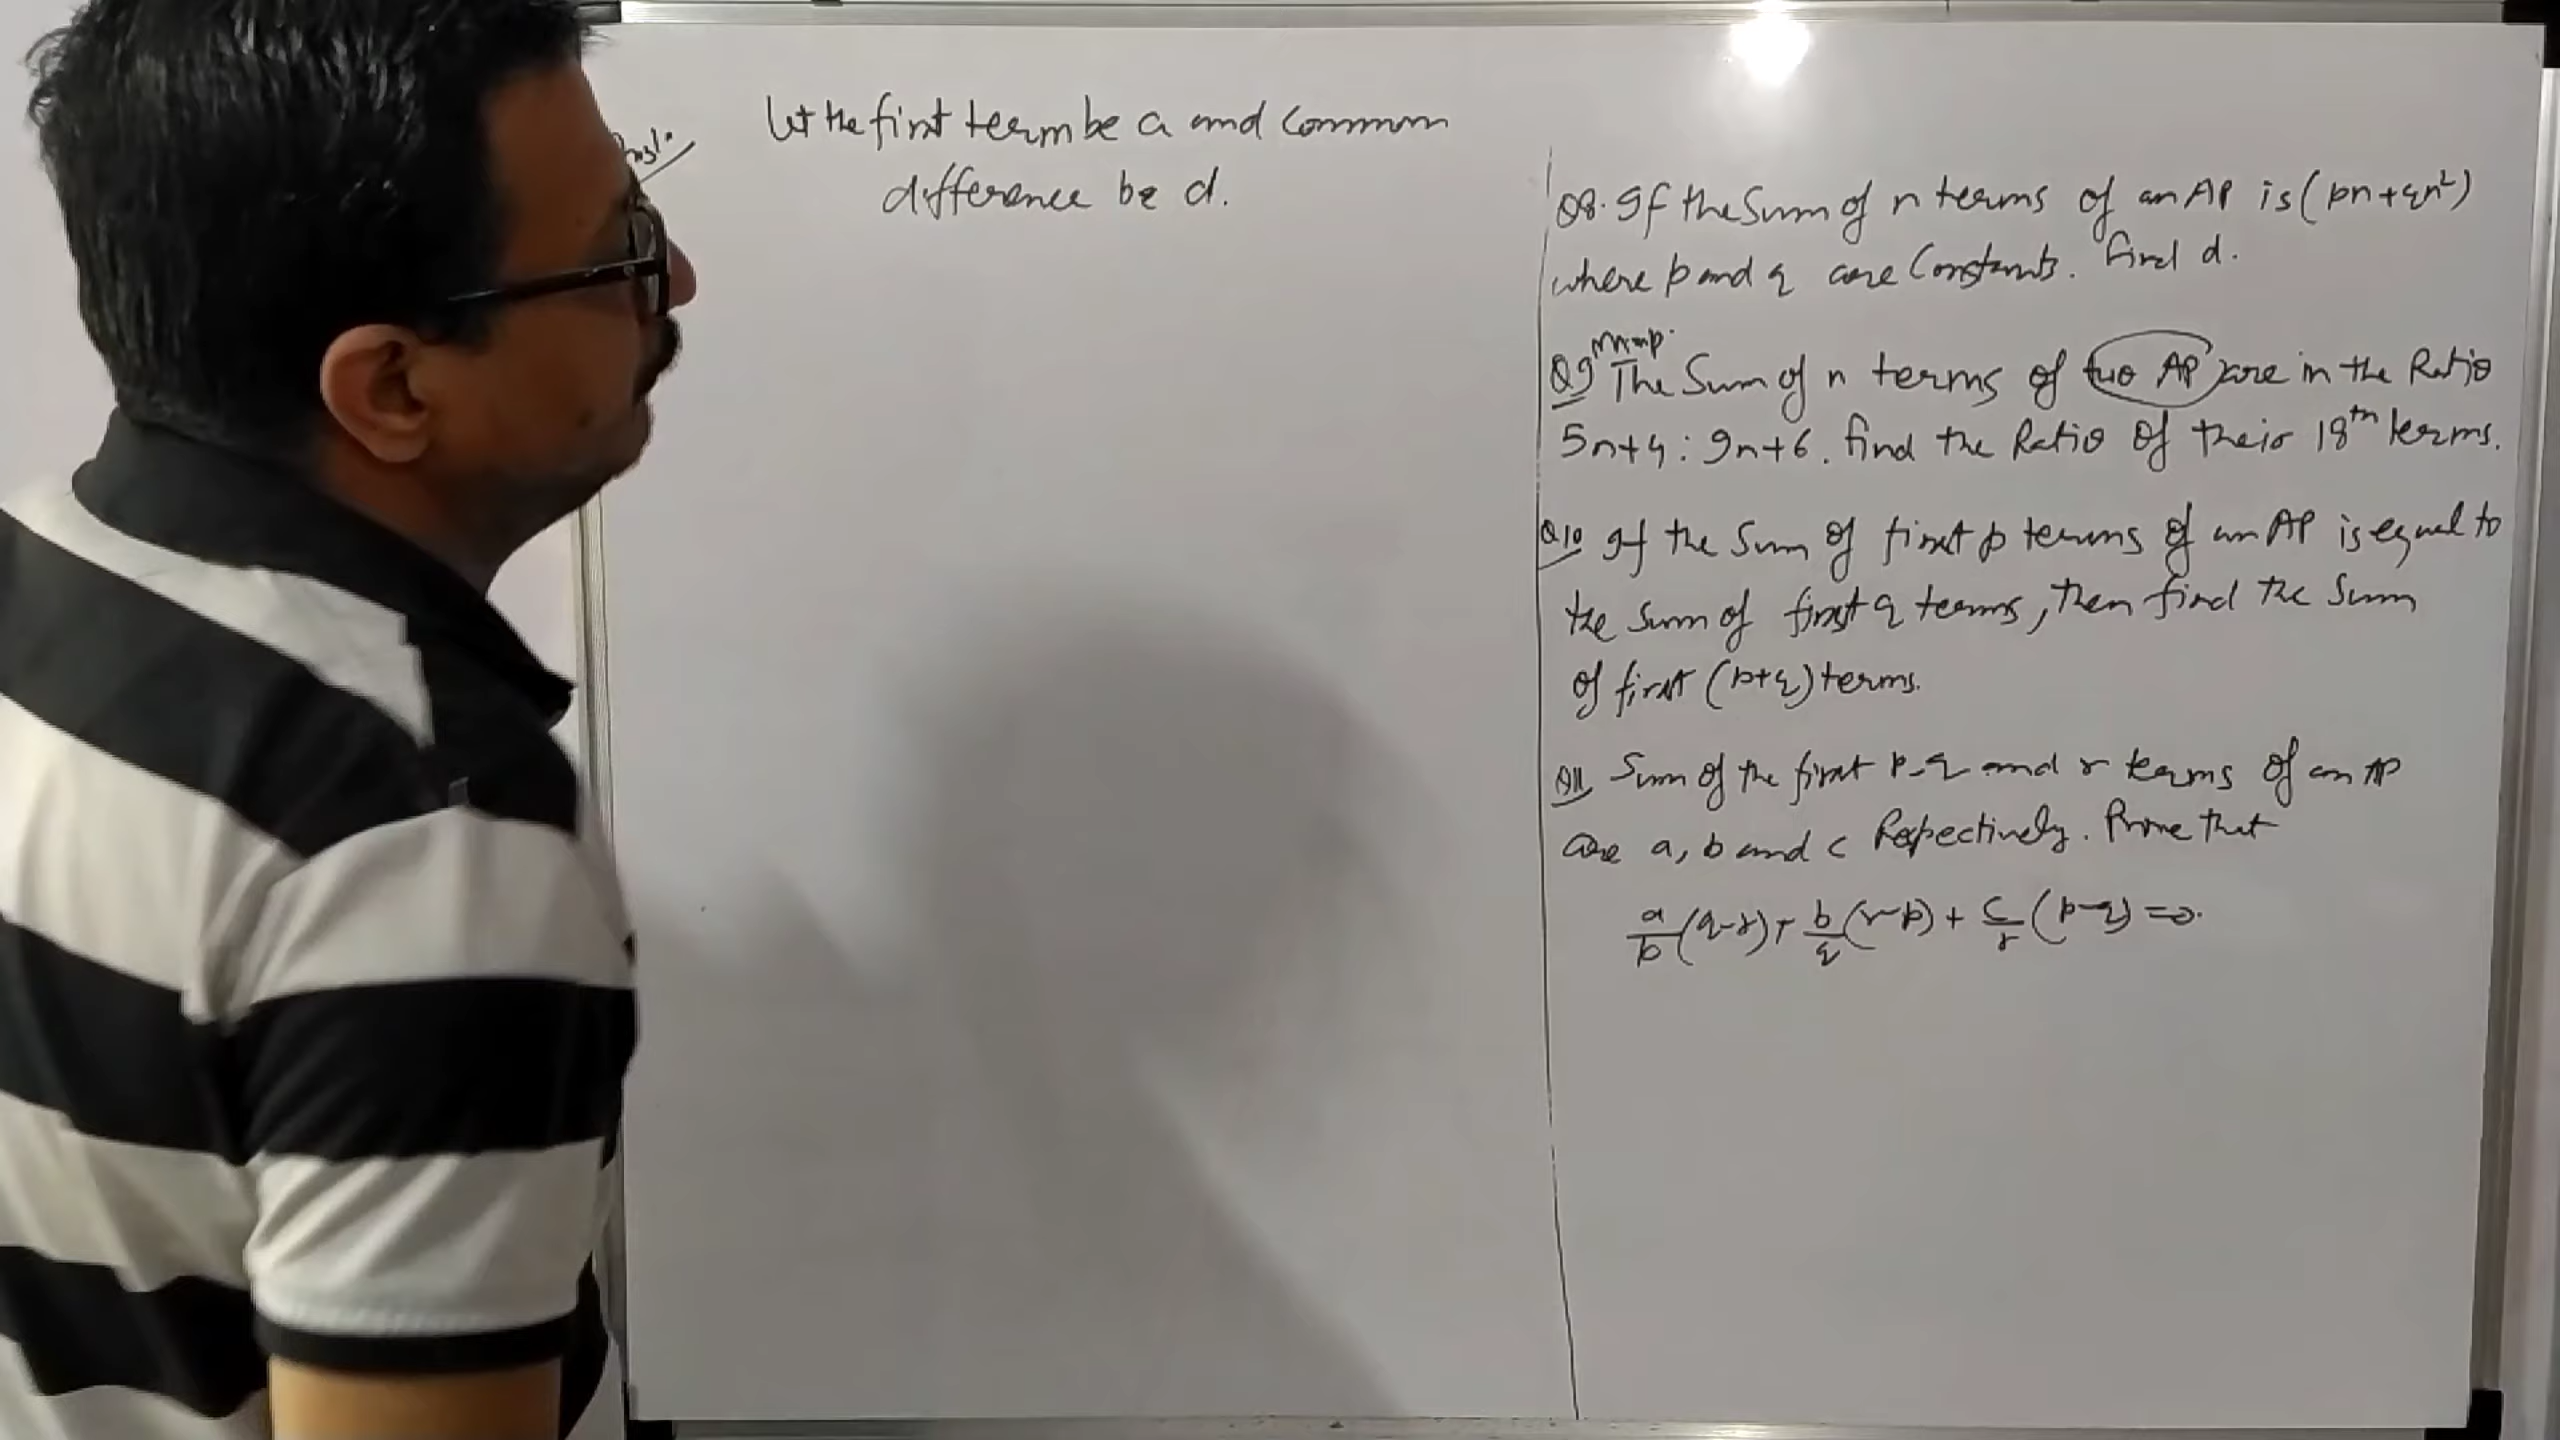 Let the first term be a and common
difference be d.
Q8. If the Sum of n terms of an AP is (pn+qn²)
where p and q are Constants. Find d.
M.imp.
Q9 The Sum of n terms of two AP are in the Ratio
5n+4 : 9n+6. find the Ratio of their 18th terms.
Q10 If the Sum of first p terms of an AP is equal to
the sum of first q terms, then find the Sum
of first (p+q) terms.
Q11 Sum of the first p, q and r terms of an AP
are a, b and c Respectively. Prove that
a/p (q-r) + b/q (r-p) + c/r (p-q) = 0.